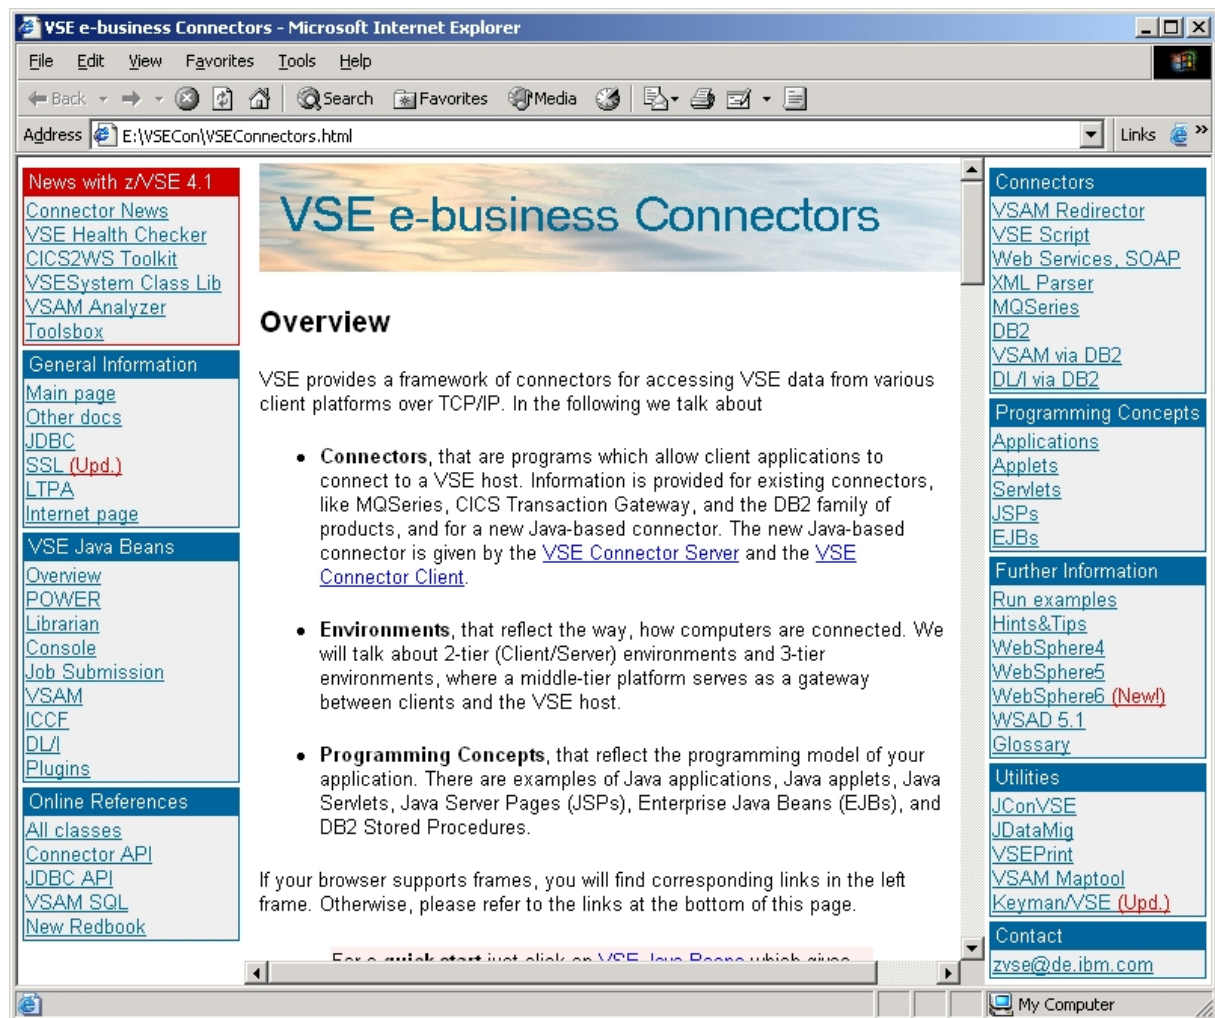 VSE e-business Connectors - Microsoft Internet Explorer
File Edit View Favorites Tools Help
Back Search Favorites Media
Address E:\VSECon\VSEConnectors.html Links »
News with z/VSE 4.1
Connector News
VSE Health Checker
CICS2WS Toolkit
VSESystem Class Lib
VSAM Analyzer
Toolsbox
General Information
Main page
Other docs
JDBC
SSL (Upd.)
LTPA
Internet page
VSE Java Beans
Overview
POWER
Librarian
Console
Job Submission
VSAM
ICCF
DL/I
Plugins
Online References
All classes
Connector API
JDBC API
VSAM SQL
New Redbook
VSE e-business Connectors
Overview
VSE provides a framework of connectors for accessing VSE data from various
client platforms over TCP/IP. In the following we talk about
• Connectors, that are programs which allow client applications to
connect to a VSE host. Information is provided for existing connectors,
like MQSeries, CICS Transaction Gateway, and the DB2 family of
products, and for a new Java-based connector. The new Java-based
connector is given by the VSE Connector Server and the VSE
Connector Client.
• Environments, that reflect the way, how computers are connected. We
will talk about 2-tier (Client/Server) environments and 3-tier
environments, where a middle-tier platform serves as a gateway
between clients and the VSE host.
• Programming Concepts, that reflect the programming model of your
application. There are examples of Java applications, Java applets, Java
Servlets, Java Server Pages (JSPs), Enterprise Java Beans (EJBs), and
DB2 Stored Procedures.
If your browser supports frames, you will find corresponding links in the left
frame. Otherwise, please refer to the links at the bottom of this page.
For a quick start just click on VSE Java Beans which gives
Connectors
VSAM Redirector
VSE Script
Web Services, SOAP
XML Parser
MQSeries
DB2
VSAM via DB2
DL/I via DB2
Programming Concepts
Applications
Applets
Servlets
JSPs
EJBs
Further Information
Run examples
Hints&Tips
WebSphere4
WebSphere5
WebSphere6 (New!)
WSAD 5.1
Glossary
Utilities
JConVSE
JDataMig
VSEPrint
VSAM Maptool
Keyman/VSE (Upd.)
Contact
zvse@de.ibm.com
My Computer